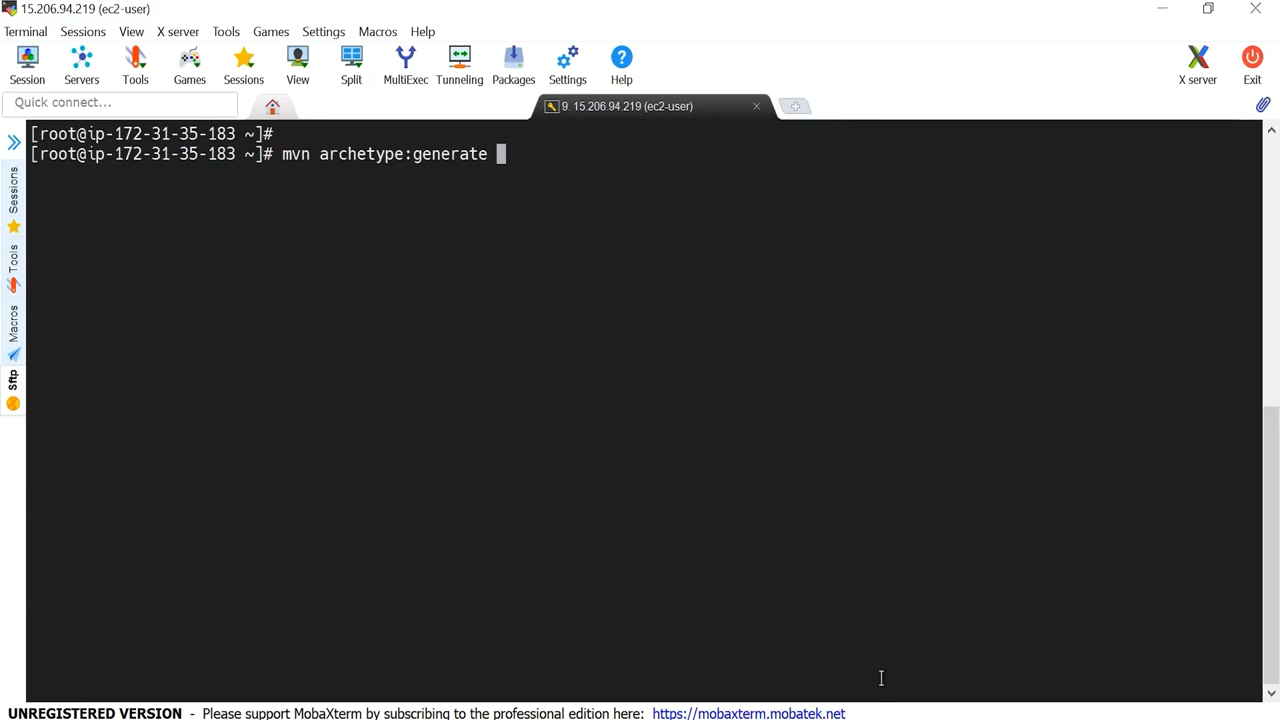 15.206.94.219 (ec2-user)
Terminal Sessions View X server Tools Games Settings Macros Help
Session Servers Tools Games Sessions View Split MultiExec Tunneling Packages Settings Help X server Exit
Quick connect...
9. 15.206.94.219 (ec2-user)
[root@ip-172-31-35-183 ~]#
[root@ip-172-31-35-183 ~]# mvn archetype:generate
Sessions
Tools
Macros
Sftp
UNREGISTERED VERSION - Please support MobaXterm by subscribing to the professional edition here: https://mobaxterm.mobatek.net